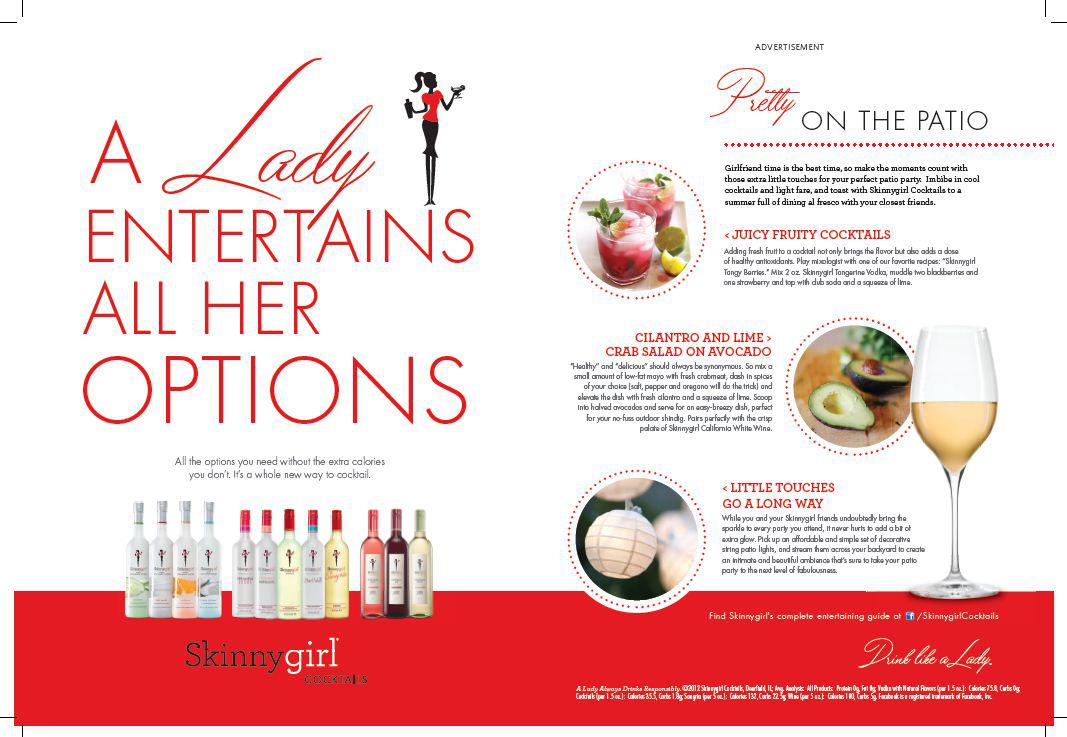 A Lady
ENTERTAINS
ALL HER
OPTIONS
All the options you need without the extra calories
you don't. It's a whole new way to cocktail.
Skinnygirl
COCKTAILS
ADVERTISEMENT
Pretty ON THE PATIO
Girlfriend time is the best time, so make the moments count with
those extra little touches for your perfect patio party. Imbibe in cool
cocktails and light fare, and toast with Skinnygirl Cocktails to a
summer full of dining al fresco with your closest friends.
< JUICY FRUITY COCKTAILS
Adding fresh fruit to a cocktail not only brings the flavor but also adds a dose
of healthy antioxidants. Play mixologist with one of our favorite recipes: "Skinnygirl
Tangy Berries." Mix 2 oz. Skinnygirl Tangerine Vodka, muddle two blackberries and
one strawberry and top with club soda and a squeeze of lime.
CILANTRO AND LIME >
CRAB SALAD ON AVOCADO
"Healthy" and "delicious" should always be synonymous. So mix a
small amount of low-fat mayo with fresh crabmeat, dash in spices
of your choice (salt, pepper and oregano will do the trick) and
elevate the dish with fresh cilantro and a squeeze of lime. Scoop
into halved avocados and serve for an easy-breezy dish, perfect
for your no-fuss outdoor shindig. Pairs perfectly with the crisp
palate of Skinnygirl California White Wine.
< LITTLE TOUCHES
GO A LONG WAY
While you and your Skinnygirl friends undoubtedly bring the
sparkle to every party you attend, it never hurts to add a bit of
extra glow. Pick up an affordable and simple set of decorative
string patio lights, and stream them across your backyard to create
an intimate and beautiful ambience that's sure to take your patio
party to the next level of fabulousness.
Find Skinnygirl's complete entertaining guide at f /SkinnygirlCocktails
Drink like a Lady.
A Lady Always Drinks Responsibly. ©2012 Skinnygirl Cocktails, Deerfield, IL; Avg. Analysis: All Products: Protein 0g, Fat 0g; Vodka with Natural Flavors (per 1.5 oz.): Calories 75.8, Carbs 0g;
Cocktails (per 1.5 oz.): Calories 35.5, Carbs 1.8g; Sangria (per 5 oz.): Calories 132, Carbs 22.5g; Wine (per 5 oz.): Calories 100, Carbs 5g. Facebook is a registered trademark of Facebook, Inc.